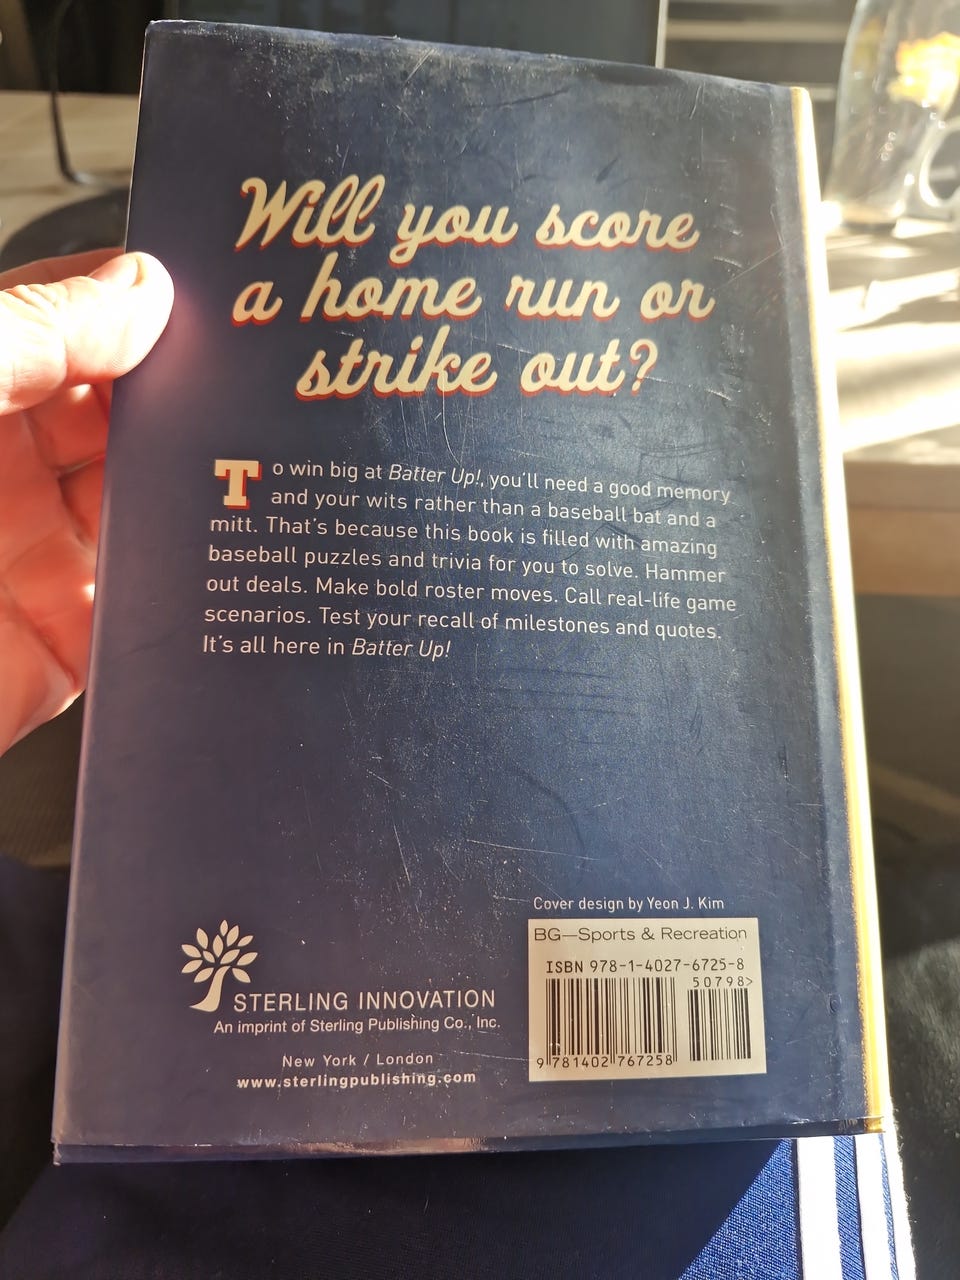 Will you score
a home run or
strike out?
To win big at Batter Up!, you'll need a good memory
and your wits rather than a baseball bat and a
mitt. That's because this book is filled with amazing
baseball puzzles and trivia for you to solve. Hammer
out deals. Make bold roster moves. Call real-life game
scenarios. Test your recall of milestones and quotes.
It's all here in Batter Up!
STERLING INNOVATION
An imprint of Sterling Publishing Co., Inc.
New York / London
www.sterlingpublishing.com
Cover design by Yeon J. Kim
BG—Sports & Recreation
ISBN 978-1-4027-6725-8
50798>
9 781402 767258